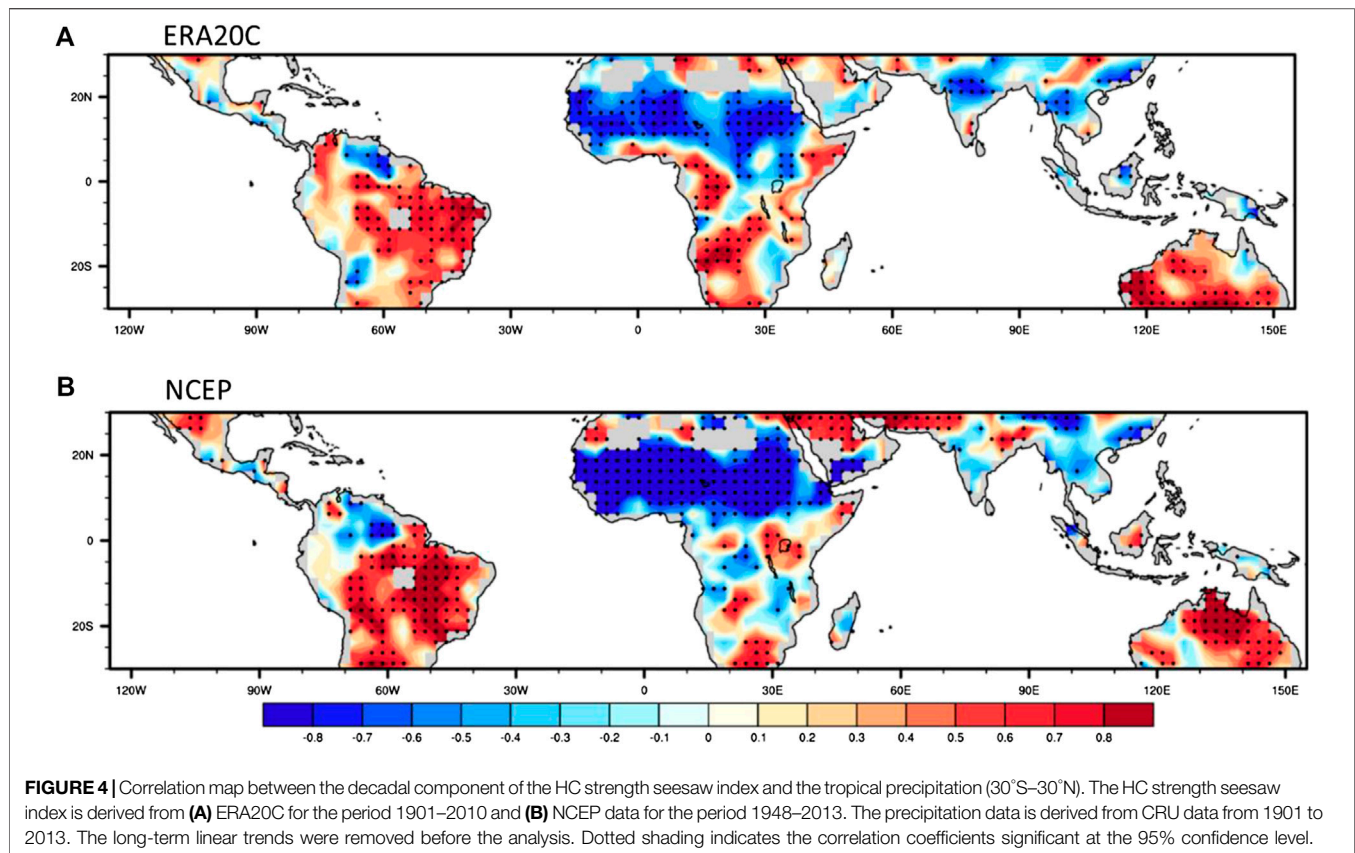 A
ERA20C
20N
0
20S
120W 90W 60W 30W 0 30E 60E 90E 120E 150E
B
NCEP
20N
0
20S
120W 90W 60W 30W 0 30E 60E 90E 120E 150E
-0.8 -0.7 -0.6 -0.5 -0.4 -0.3 -0.2 -0.1 0 0.1 0.2 0.3 0.4 0.5 0.6 0.7 0.8
FIGURE 4 | Correlation map between the decadal component of the HC strength seesaw index and the tropical precipitation (30°S–30°N). The HC strength seesaw
index is derived from (A) ERA20C for the period 1901–2010 and (B) NCEP data for the period 1948–2013. The precipitation data is derived from CRU data from 1901 to
2013. The long-term linear trends were removed before the analysis. Dotted shading indicates the correlation coefficients significant at the 95% confidence level.